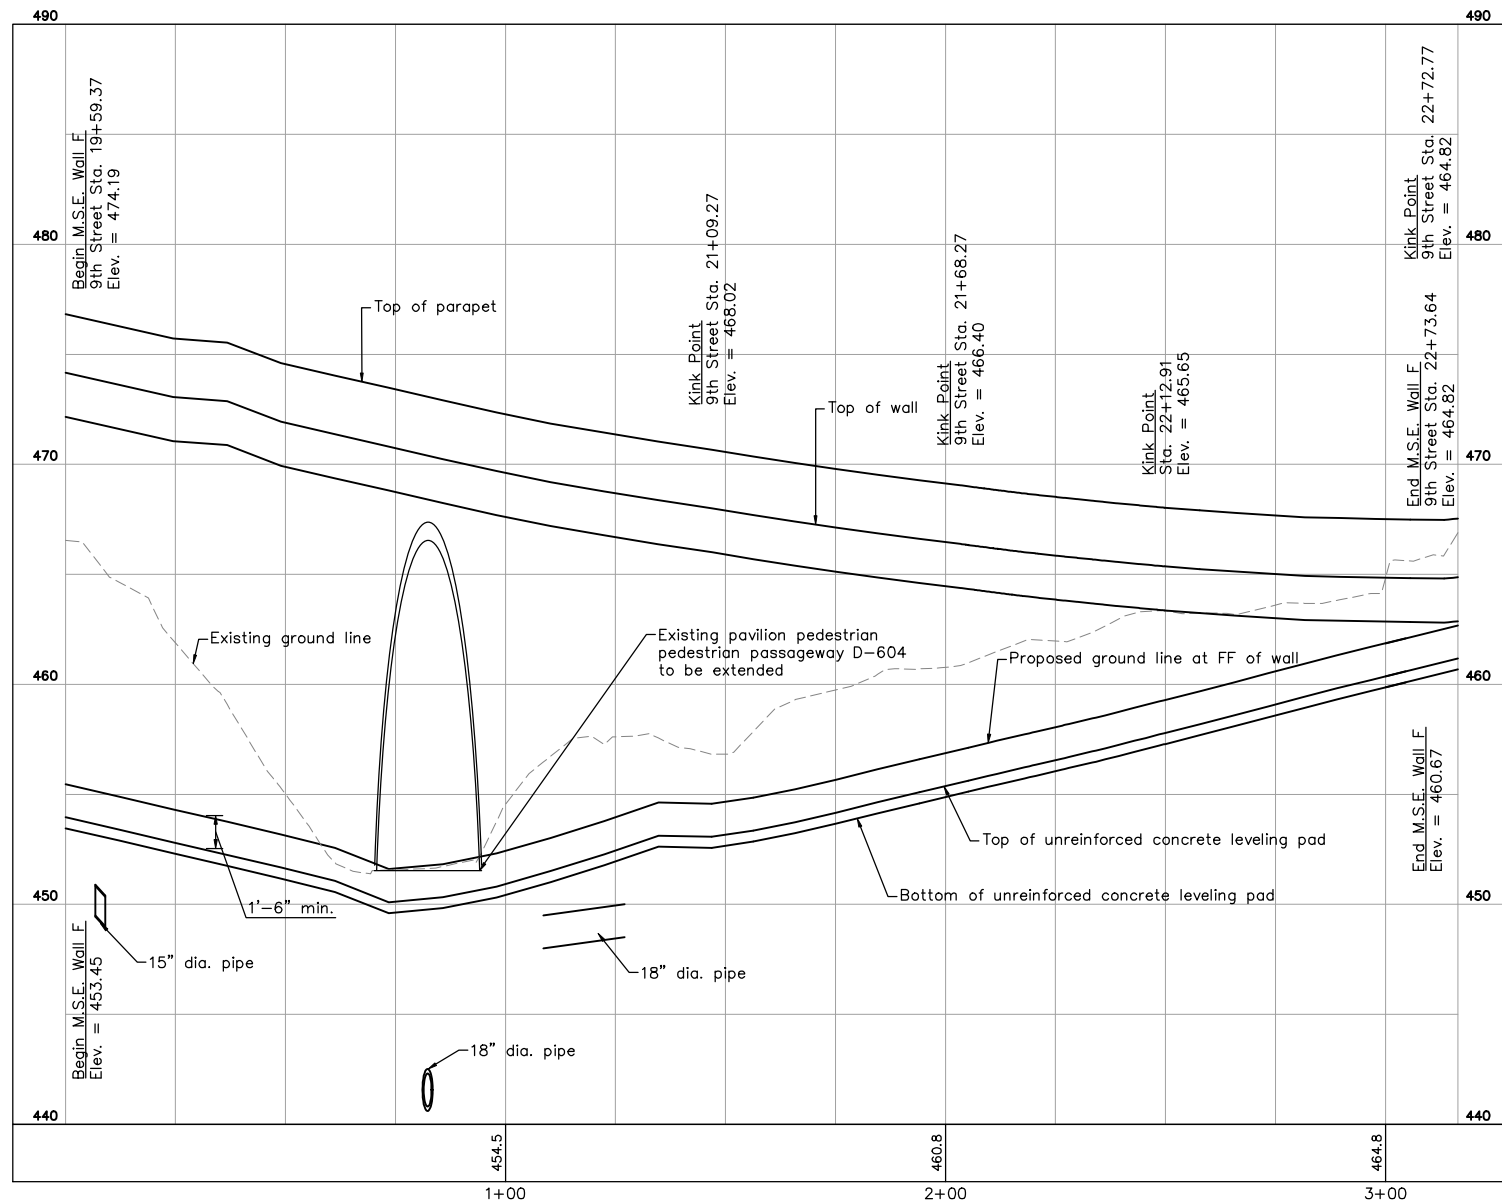 490
490
Begin M.S.E. Wall F
9th Street Sta. 19+59.37
Elev. = 474.19
Kink Point
9th Street Sta. 22+72.77
Elev. = 464.82
480
480
Kink Point
9th Street Sta. 21+09.27
Elev. = 468.02
Kink Point
9th Street Sta. 21+68.27
Elev. = 466.40
Kink Point
Sta. 22+12.91
Elev. = 465.65
End M.S.E. Wall F
9th Street Sta. 22+73.64
Elev. = 464.82
Top of parapet
Top of wall
470
470
Existing ground line
Existing pavilion pedestrian
pedestrian passageway D-604
to be extended
Proposed ground line at FF of wall
460
460
End M.S.E. Wall F
Elev. = 460.67
Top of unreinforced concrete leveling pad
Bottom of unreinforced concrete leveling pad
1'-6" min.
450
450
Begin M.S.E. Wall F
Elev. = 453.45
15" dia. pipe
18" dia. pipe
18" dia. pipe
440
440
454.5
460.8
464.8
1+00
2+00
3+00